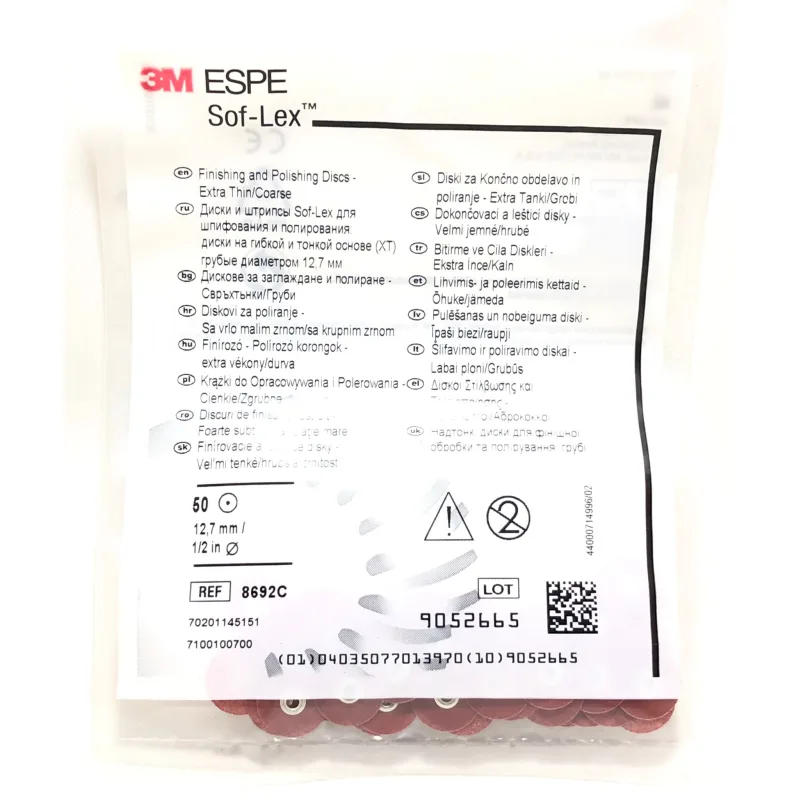 3M ESPE
Sof-Lex™
en Finishing and Polishing Discs -
Extra Thin/Coarse
ru Диски и штрипсы Sof-Lex для
шлифования и полирования:
диски на гибкой и тонкой основе (XT)
грубые диаметром 12,7 мм
bg Дискове за заглаждане и полиране -
Свръхтънки/Груби
hr Diskovi za poliranje -
Sa vrlo malim zrnom/sa krupnim zrnom
hu Finírozó - Polírozó korongok -
extra vékony/durva
pl Krążki do Opracowywania i Polerowania -
Cienkie/Zgrubne
ro Discuri de
Foarte mare
sk Finírovacie a disky -
Veľmi tenké/hrubá zrnitosť
sl Diski za Končno obdelavo in
poliranje - Extra Tanki/Grobi
cs Dokončovací a leštící disky -
Velmi jemné/hrubé
tr Bitirme ve Cila Diskleri -
Ekstra İnce/Kalın
et Lihvimis- ja poleerimis kettaid -
Õhuke/jämeda
lv Pulēšanas un nobeiguma diski -
Īpaši biezi/raupji
lt Šlifavimo ir poliravimo diskai -
Labai ploni/Grubūs
el Δίσκοι Στίλβωσης και
uk Надтонкі диски для фінішної
обробки та полірування, грубі
50
12,7 mm /
1/2 in Ø
REF 8692C
70201145151
7100100700
2
44000714996/02
LOT
9052665
(01)04035077013970(10)9052665